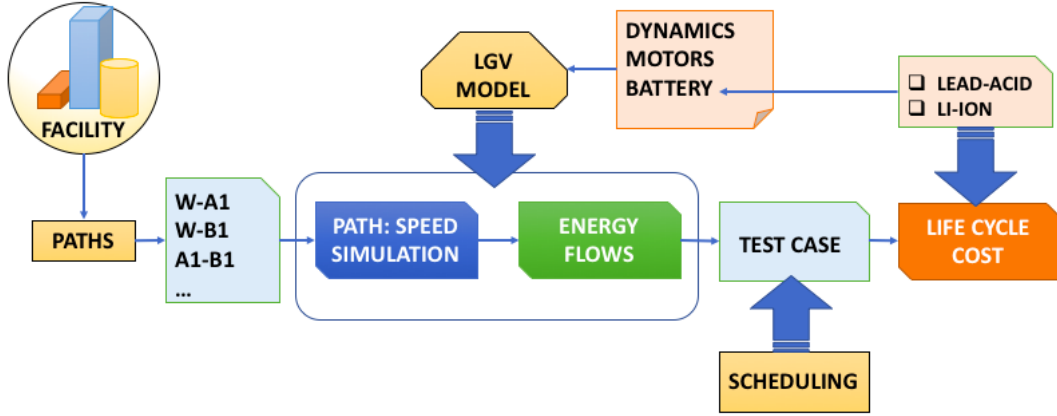 FACILITY
LGV
MODEL
DYNAMICS
MOTORS
BATTERY
LEAD-ACID
LI-ION
PATHS
W-A1
W-B1
A1-B1
...
PATH: SPEED
SIMULATION
ENERGY
FLOWS
TEST CASE
LIFE CYCLE
COST
SCHEDULING